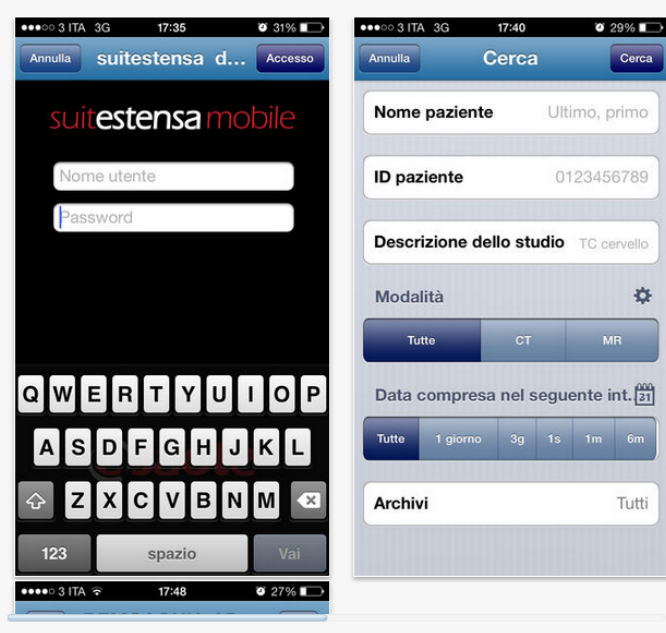 3 ITA 3G 17:35 31%
Annulla suitestensa d... Accesso
suitestensa mobile
Nome utente
Password
Q W E R T Y U I O P
A S D F G H J K L
Z X C V B N M
123 spazio Vai
3 ITA 17:48 27%
3 ITA 3G 17:40 29%
Annulla Cerca Cerca
Nome paziente Ultimo, primo
ID paziente 0123456789
Descrizione dello studio TC cervello
Modalità
Tutte CT MR
Data compresa nel seguente int.. 31
Tutte 1 giorno 3g 1s 1m 6m
Archivi Tutti